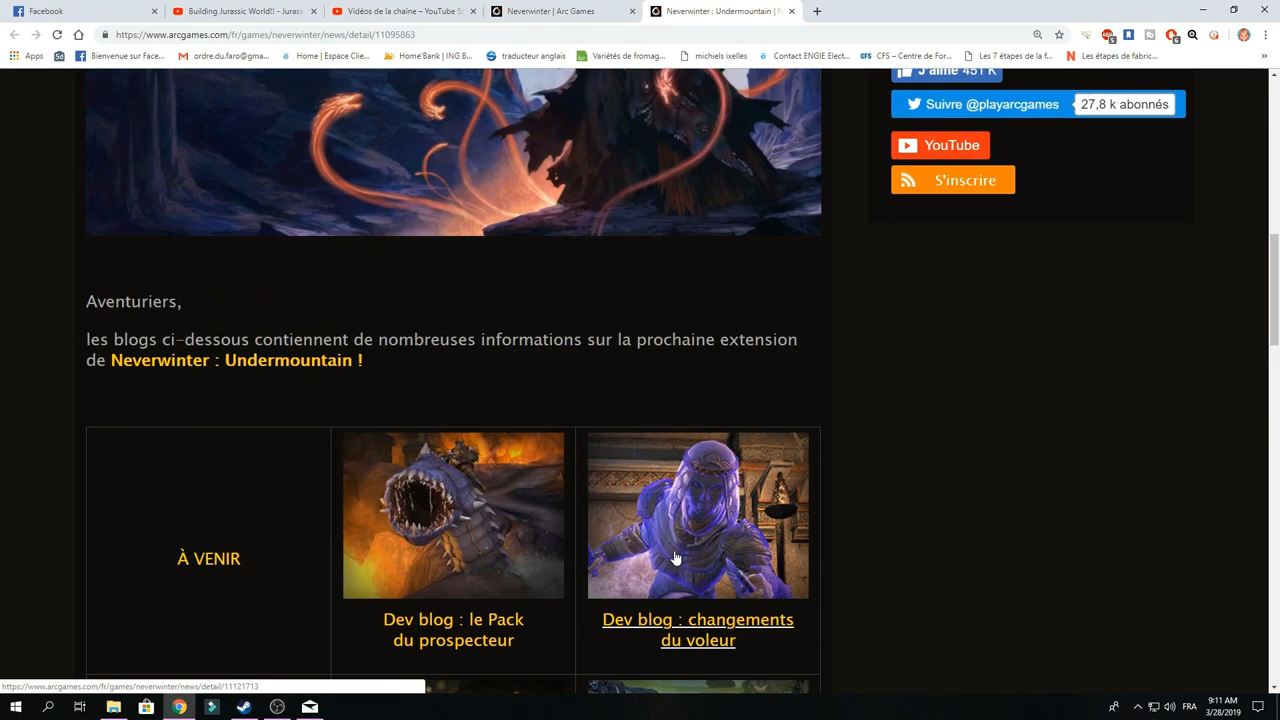 Facebook
Building Jurassic World!! - Juras
Vidéos de la chaîne – YouTube S
Neverwinter | Arc Games
Neverwinter : Undermountain |
https://www.arcgames.com/fr/games/neverwinter/news/detail/11095863
Apps
Bienvenue sur Face...
ordre.du.faro@gma...
Home | Espace Clie...
Home'Bank | ING B...
traducteur anglais
Variétés de fromag...
michiels ixelles
Contact ENGIE Elect...
CFS – Centre de For...
Les 7 étapes de la f...
Les étapes de fabric...
J'aime 451 K
Suivre @playarcgames
27,8 k abonnés
YouTube
S'inscrire
Aventuriers,
les blogs ci-dessous contiennent de nombreuses informations sur la prochaine extension
de Neverwinter : Undermountain !
À VENIR
Dev blog : le Pack
du prospecteur
Dev blog : changements
du voleur
https://www.arcgames.com/fr/games/neverwinter/news/detail/11121713
FRA
9:11 AM
3/28/2019